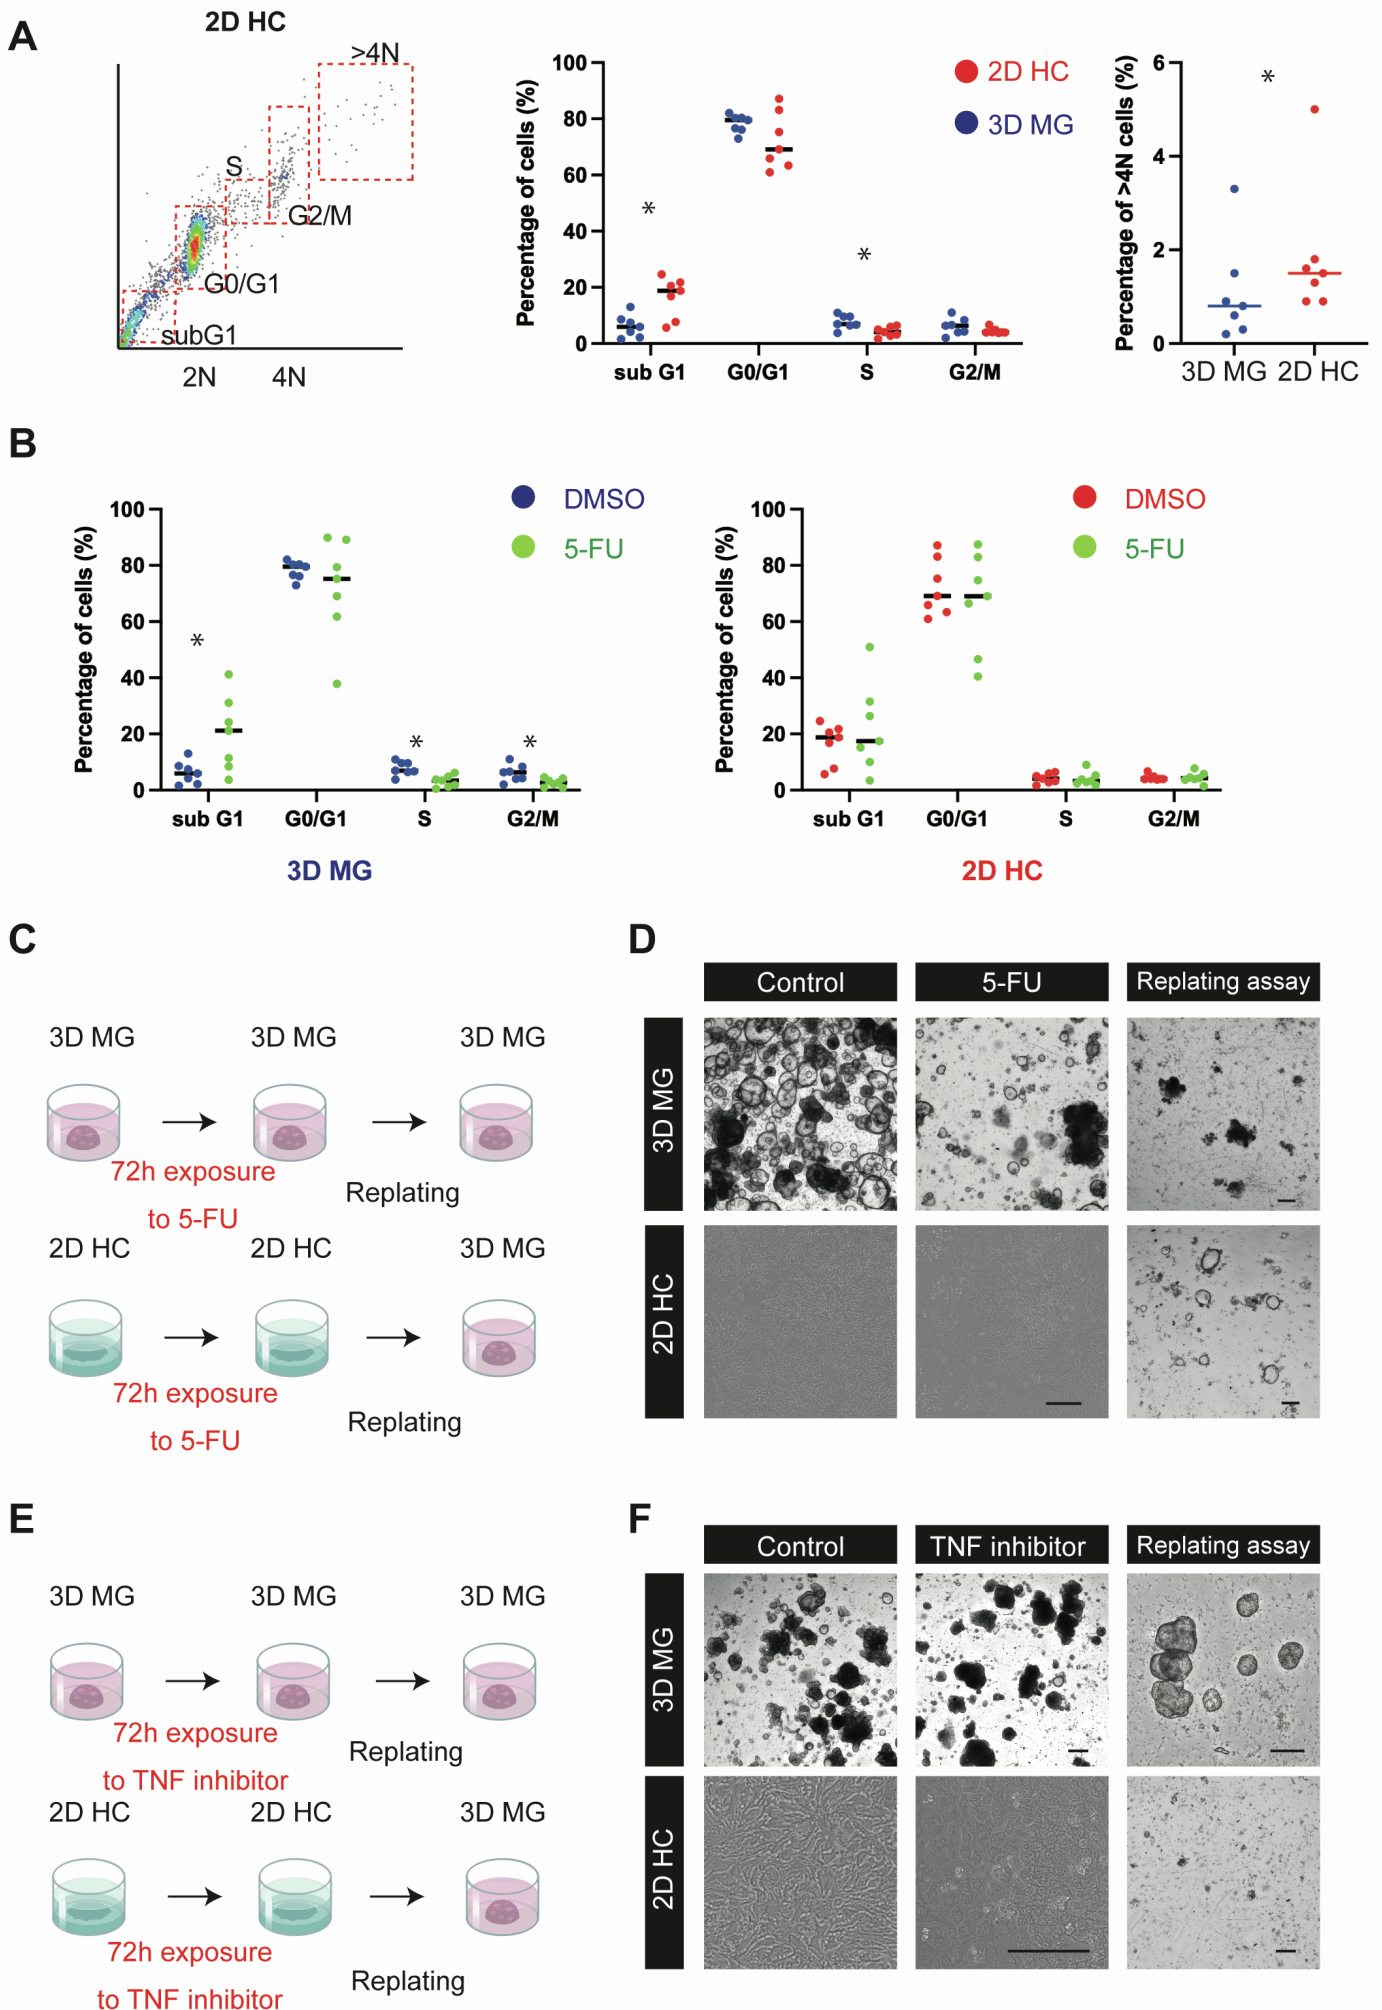 A
2D HC
>4N
S
G2/M
G0/G1
subG1
2N 4N
Percentage of cells (%)
100
80
60
40
20
0
sub G1 G0/G1 S G2/M
* *
2D HC
3D MG
Percentage of >4N cells (%)
6
4
2
0
*
3D MG 2D HC
B
Percentage of cells (%)
100
80
60
40
20
0
* * *
DMSO
5-FU
sub G1 G0/G1 S G2/M
3D MG
Percentage of cells (%)
100
80
60
40
20
0
DMSO
5-FU
sub G1 G0/G1 S G2/M
2D HC
C
3D MG 3D MG 3D MG
72h exposure
to 5-FU
Replating
2D HC 2D HC 3D MG
72h exposure
to 5-FU
Replating
D
Control 5-FU Replating assay
3D MG
2D HC
E
3D MG 3D MG 3D MG
72h exposure
to TNF inhibitor
Replating
2D HC 2D HC 3D MG
72h exposure
to TNF inhibitor
Replating
F
Control TNF inhibitor Replating assay
3D MG
2D HC